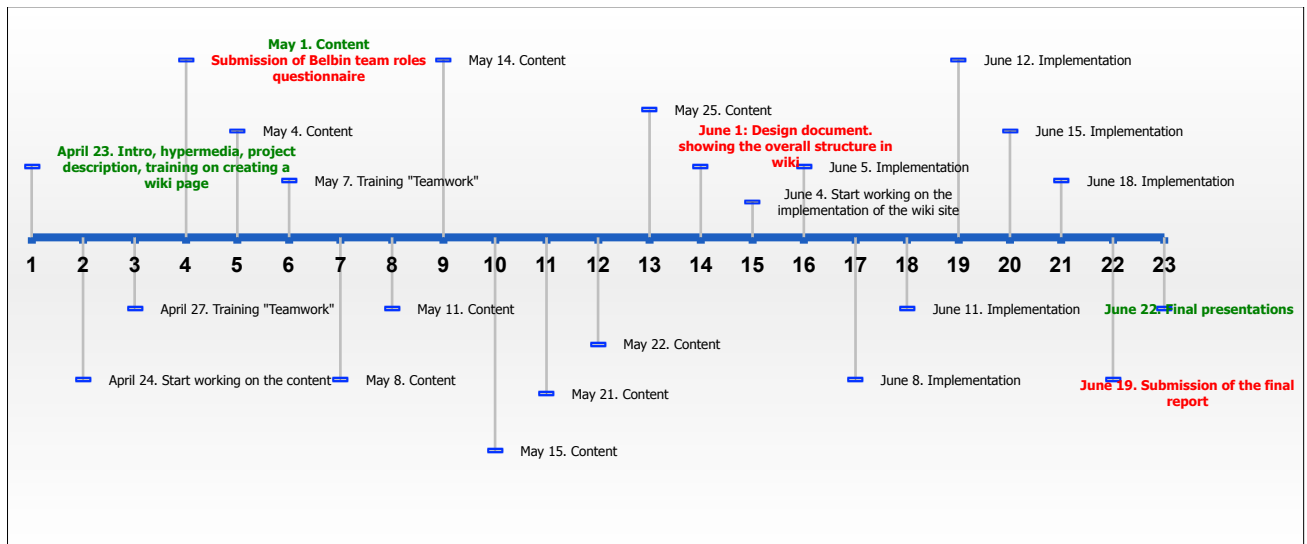 May 1. Content
Submission of Belbin team roles
questionnaire
May 14. Content
June 12. Implementation
May 25. Content
May 4. Content
June 1: Design document.
showing the overall structure in
wiki
June 15. Implementation
April 23. Intro, hypermedia, project
description, training on creating a
wiki page
June 5. Implementation
May 7. Training "Teamwork"
June 18. Implementation
June 4. Start working on the
implementation of the wiki site
1 2 3 4 5 6 7 8 9 10 11 12 13 14 15 16 17 18 19 20 21 22 23
April 27. Training "Teamwork"
May 11. Content
June 11. Implementation
June 22. Final presentations
May 22. Content
April 24. Start working on the content
May 8. Content
June 8. Implementation
June 19. Submission of the final
report
May 21. Content
May 15. Content